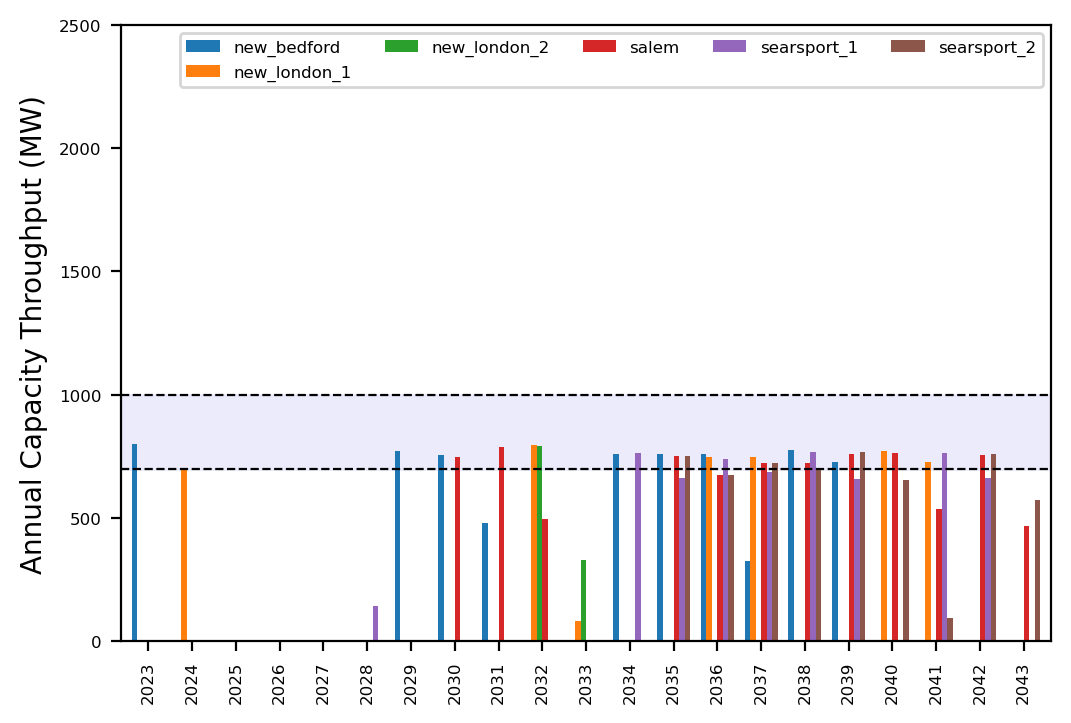 Annual Capacity Throughput (MW)
2500
2000
1500
1000
500
0
new_bedford new_london_2 salem searsport_1 searsport_2
new_london_1
2023 2024 2025 2026 2027 2028 2029 2030 2031 2032 2033 2034 2035 2036 2037 2038 2039 2040 2041 2042 2043